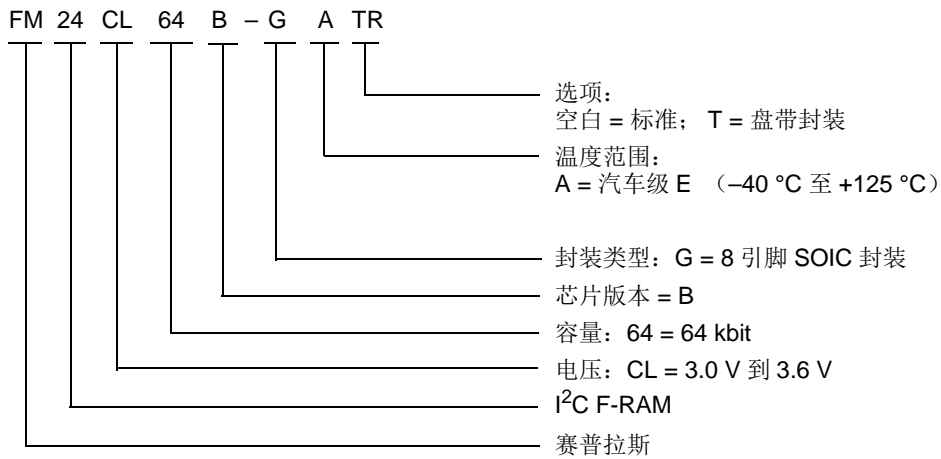 FM 24 CL 64 B – G A TR
选项：
空白 = 标准； T = 盘带封装
温度范围：
A = 汽车级 E （–40 °C 至 +125 °C）
封装类型：G = 8 引脚 SOIC 封装
芯片版本 = B
容量：64 = 64 kbit
电压：CL = 3.0 V 到 3.6 V
I²C F-RAM
赛普拉斯